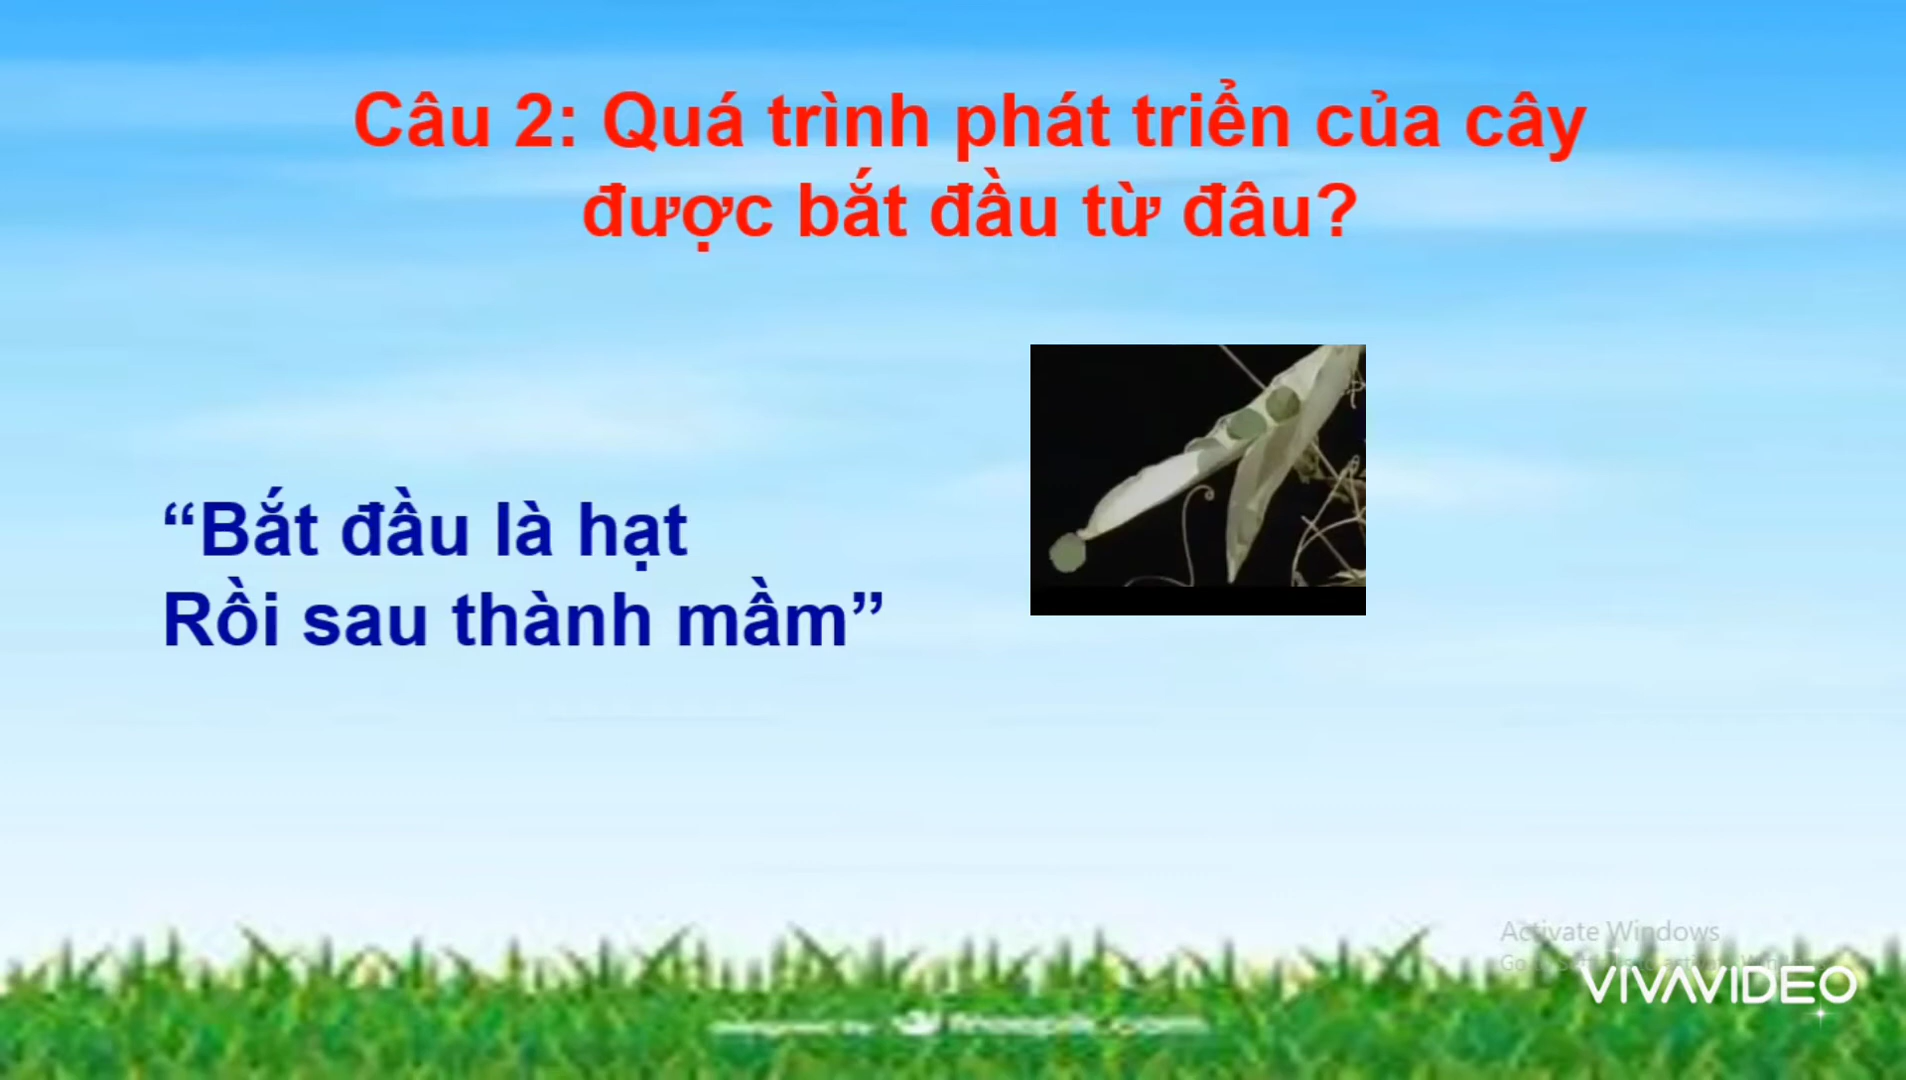 Câu 2: Quá trình phát triển của cây
được bắt đầu từ đâu?
“Bắt đầu là hạt
Rồi sau thành mầm”
Activate Windows
VIVAVIDEO